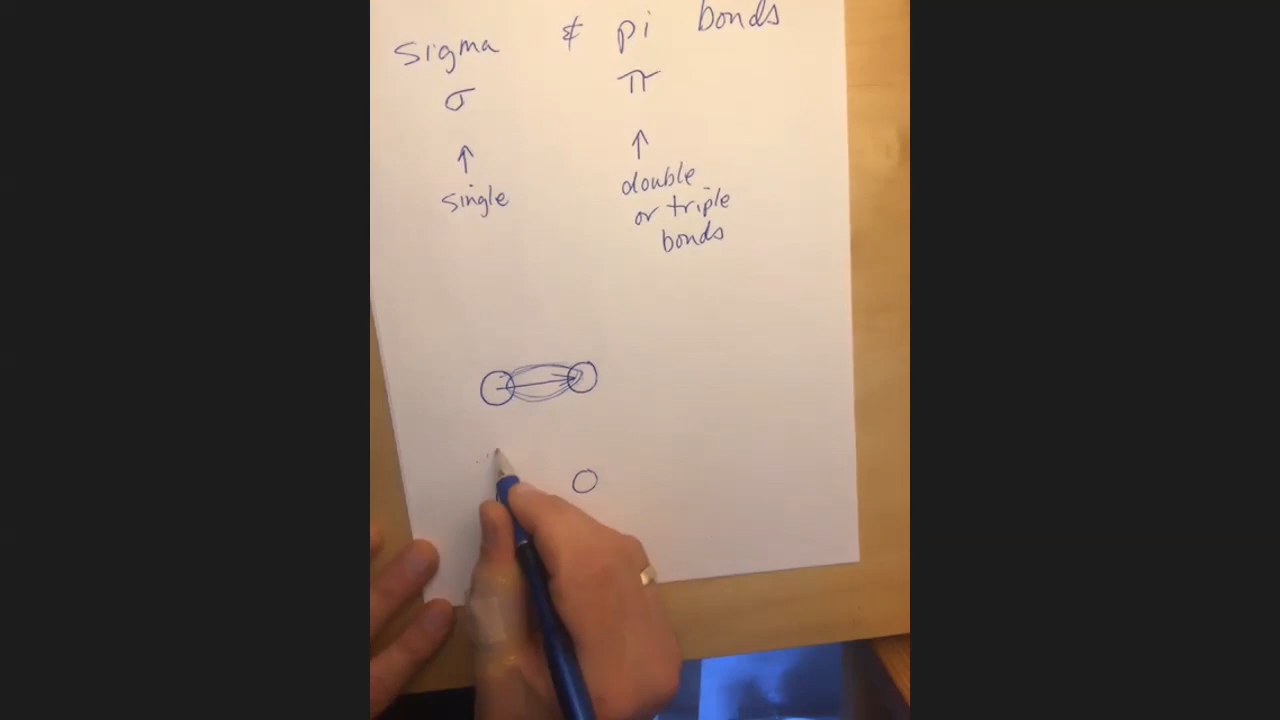 sigma & pi bonds
σ π
↑ ↑
single double
or triple
bonds